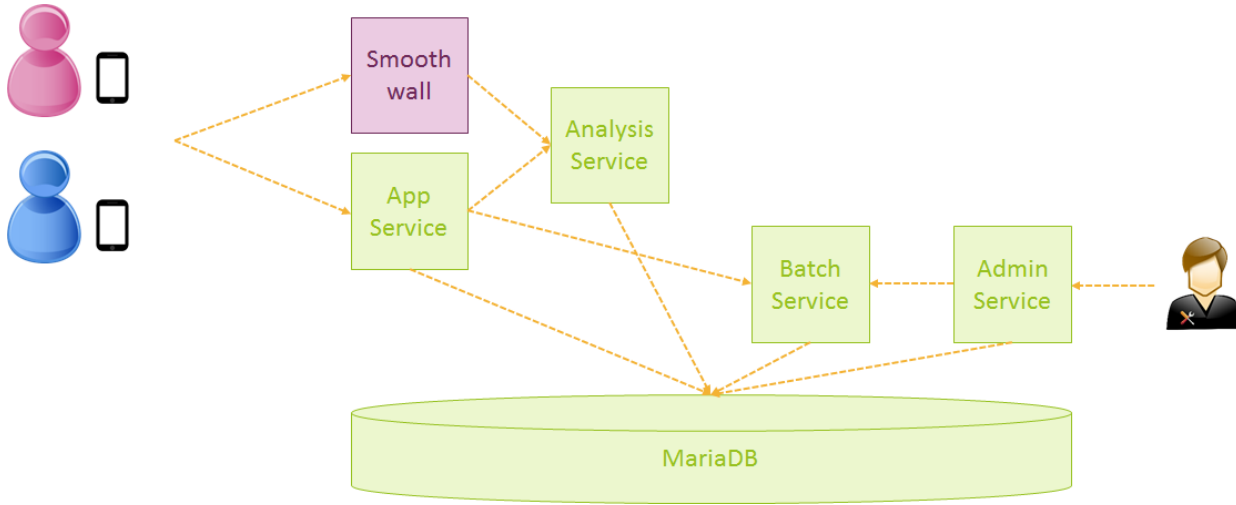 Smooth
wall
Analysis
Service
App
Service
Batch
Service
Admin
Service
MariaDB